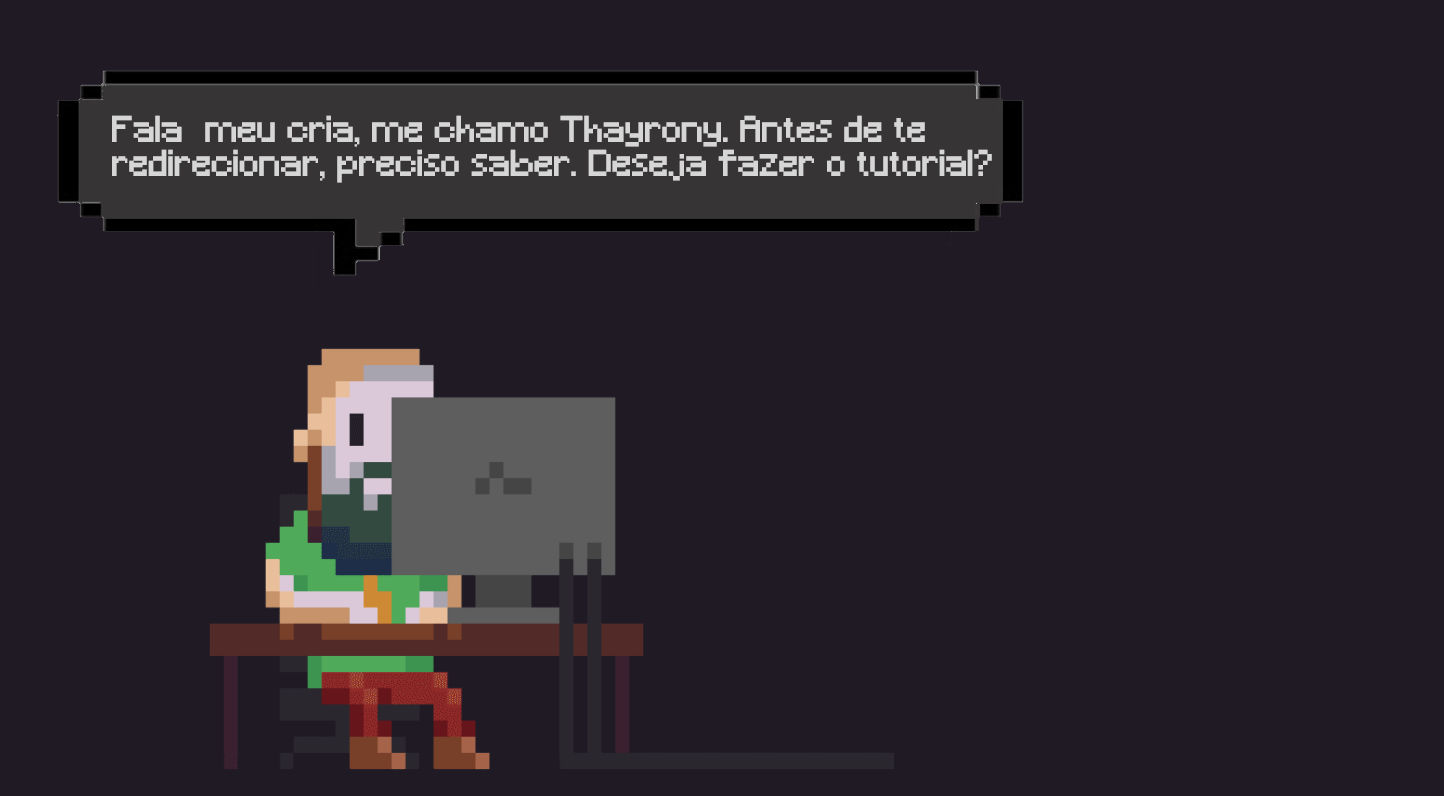 Fala meu cria, me chamo Thayrony. Antes de te
redirecionar, preciso saber. Deseja fazer o tutorial?